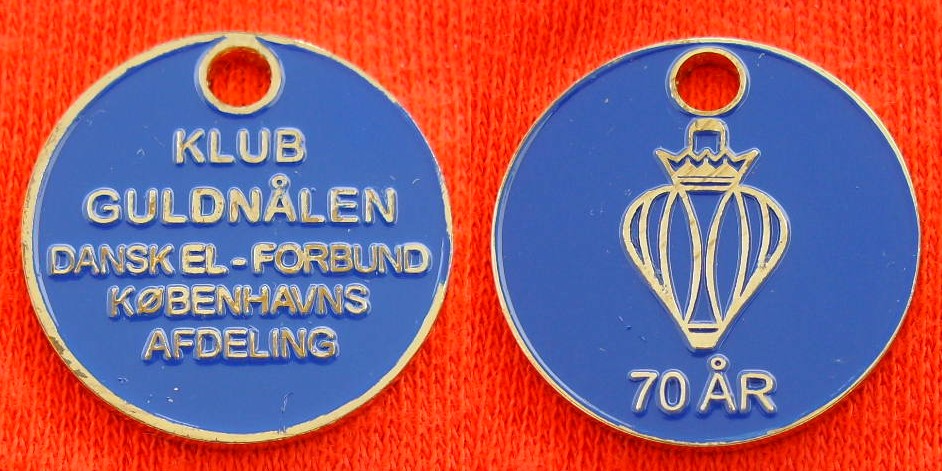 KLUB
GULDNÅLEN
DANSK EL-FORBUND
KØBENHAVNS
AFDELING
70 ÅR